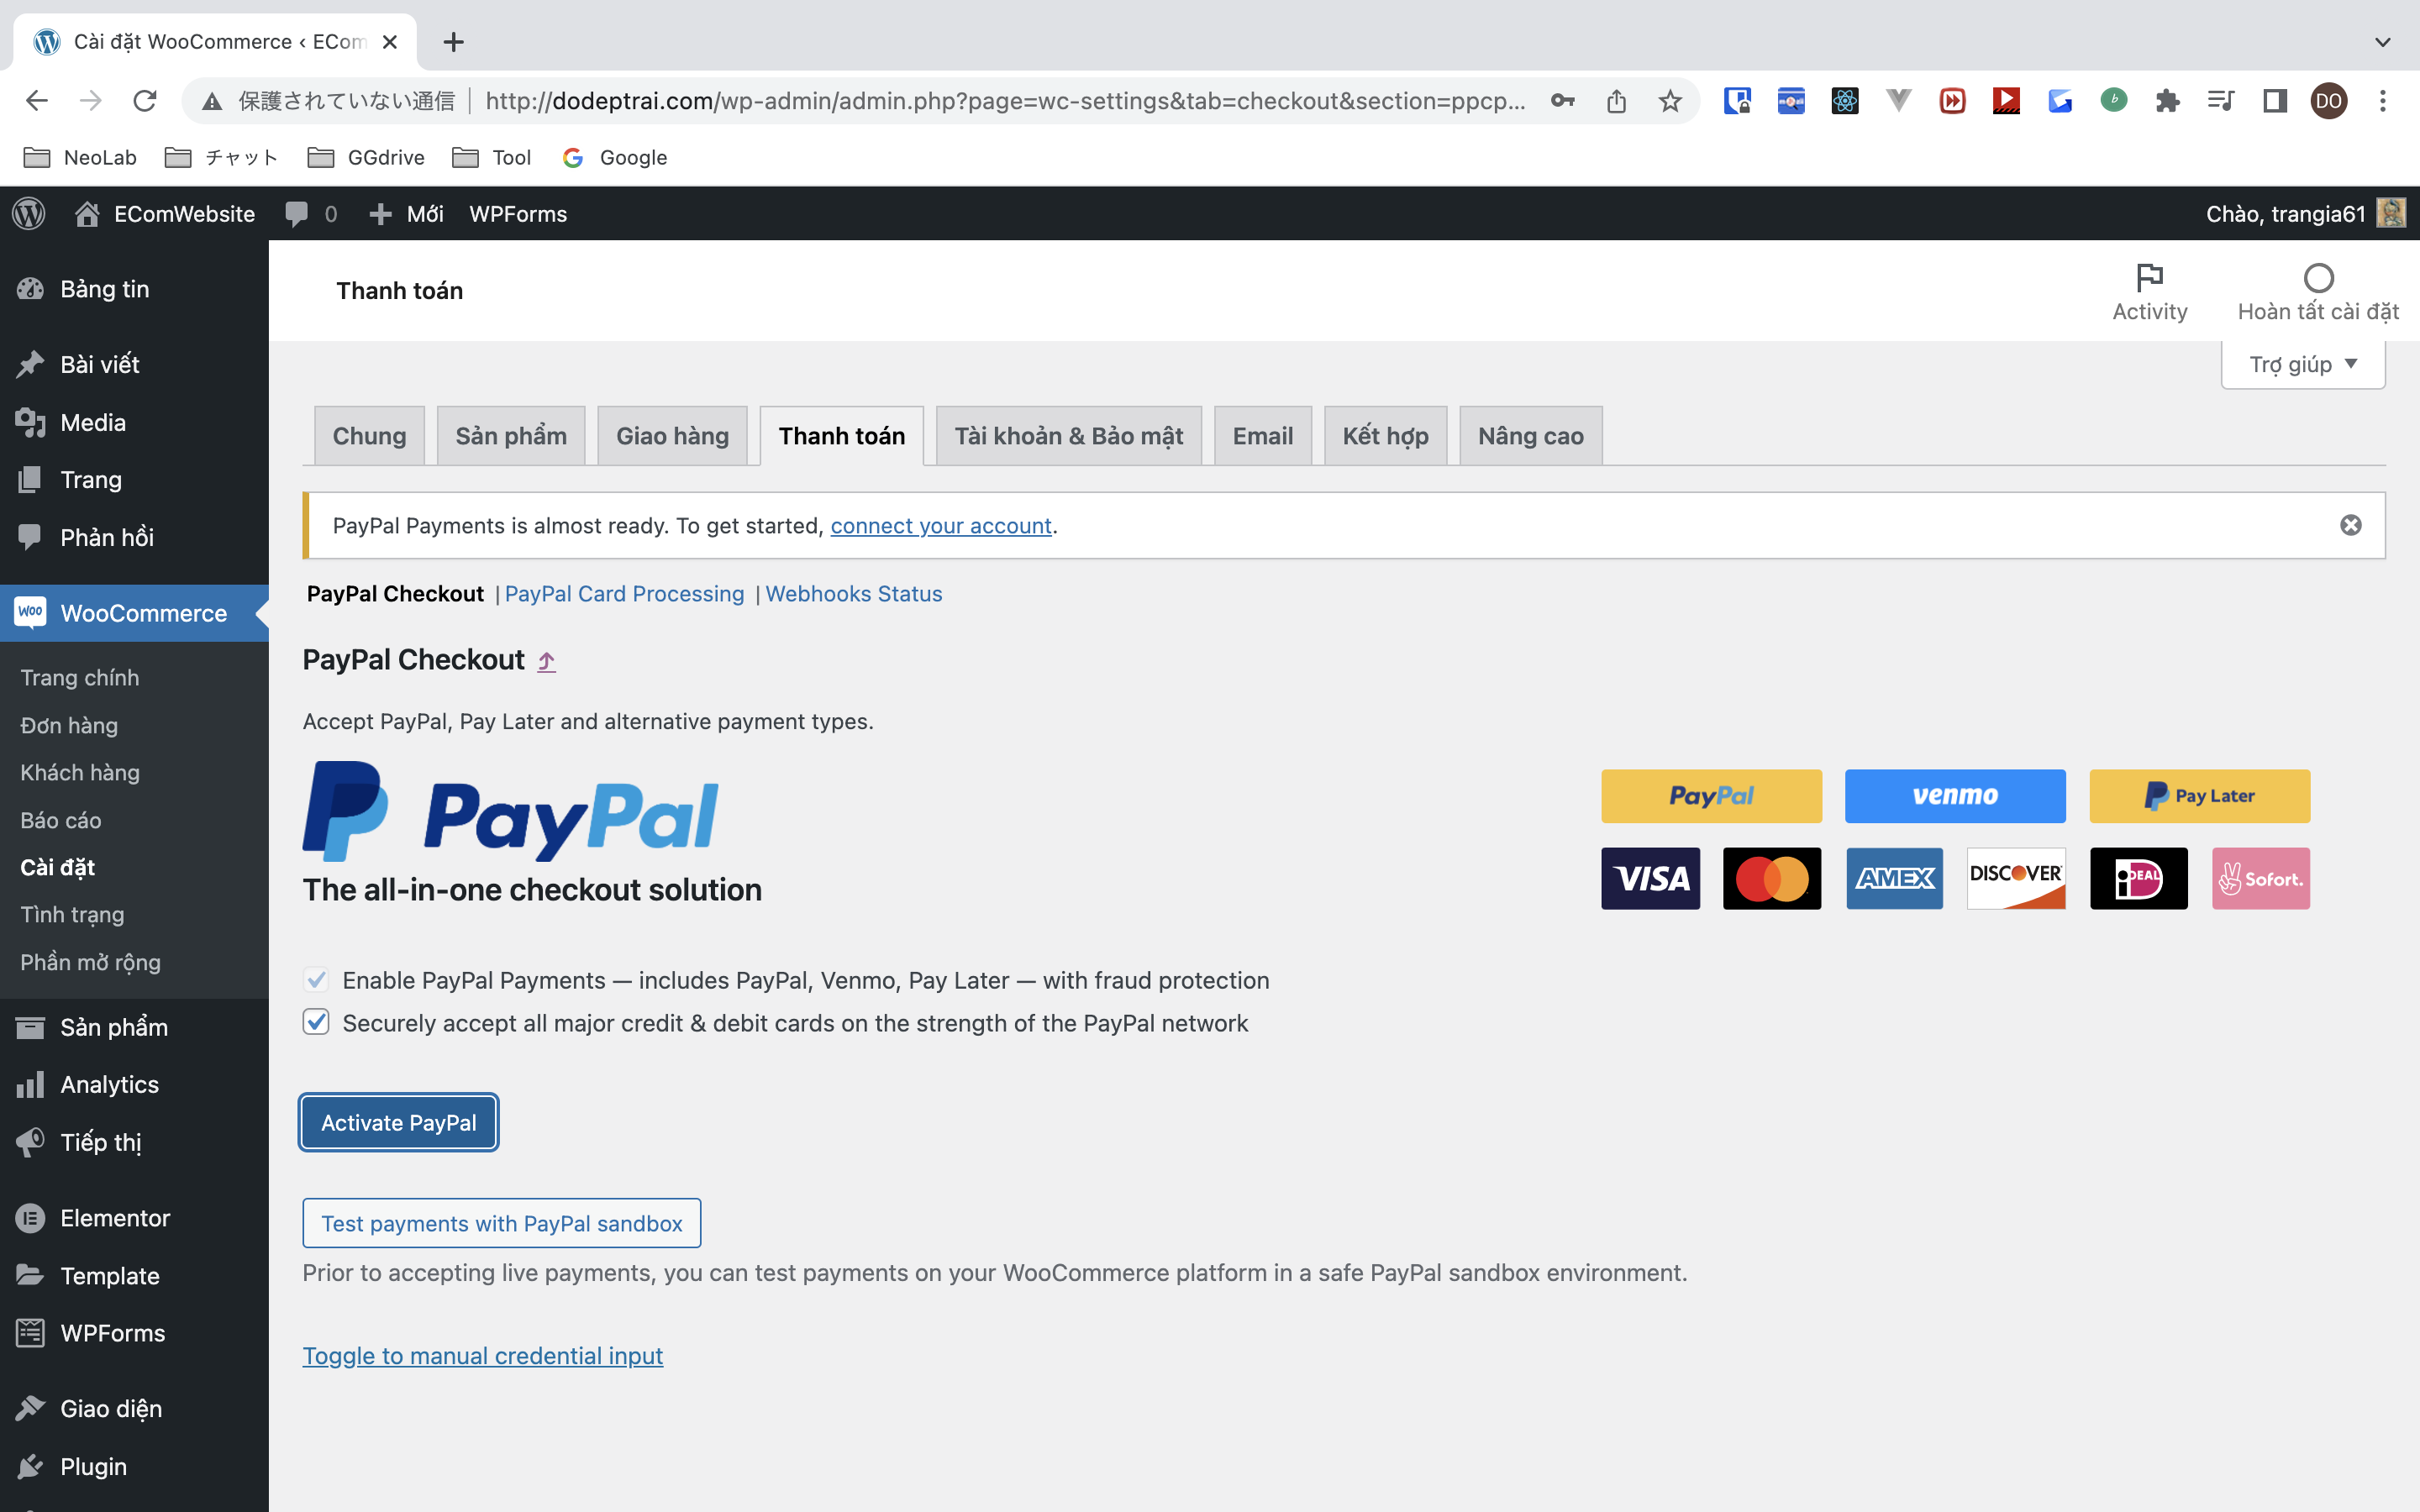 Cài đặt WooCommerce ‹ ECom
保護されていない通信 http://dodeptrai.com/wp-admin/admin.php?page=wc-settings&tab=checkout&section=ppcp... DO
NeoLab チャット GGdrive Tool Google
EComWebsite 0 Mới WPForms Chào, trangia61
Bảng tin
Bài viết
Media
Trang
Phản hồi
WooCommerce
Trang chính
Đơn hàng
Khách hàng
Báo cáo
Cài đặt
Tình trạng
Phần mở rộng
Sản phẩm
Analytics
Tiếp thị
Elementor
Template
WPForms
Giao diện
Plugin
Thanh toán
Activity Hoàn tất cài đặt
Trợ giúp
Chung Sản phẩm Giao hàng Thanh toán Tài khoản & Bảo mật Email Kết hợp Nâng cao
PayPal Payments is almost ready. To get started, connect your account.
PayPal Checkout | PayPal Card Processing | Webhooks Status
PayPal Checkout
Accept PayPal, Pay Later and alternative payment types.
PayPal
The all-in-one checkout solution
PayPal venmo Pay Later
VISA AMEX DISCOVER iDEAL Sofort.
Enable PayPal Payments — includes PayPal, Venmo, Pay Later — with fraud protection
Securely accept all major credit & debit cards on the strength of the PayPal network
Activate PayPal
Test payments with PayPal sandbox
Prior to accepting live payments, you can test payments on your WooCommerce platform in a safe PayPal sandbox environment.
Toggle to manual credential input